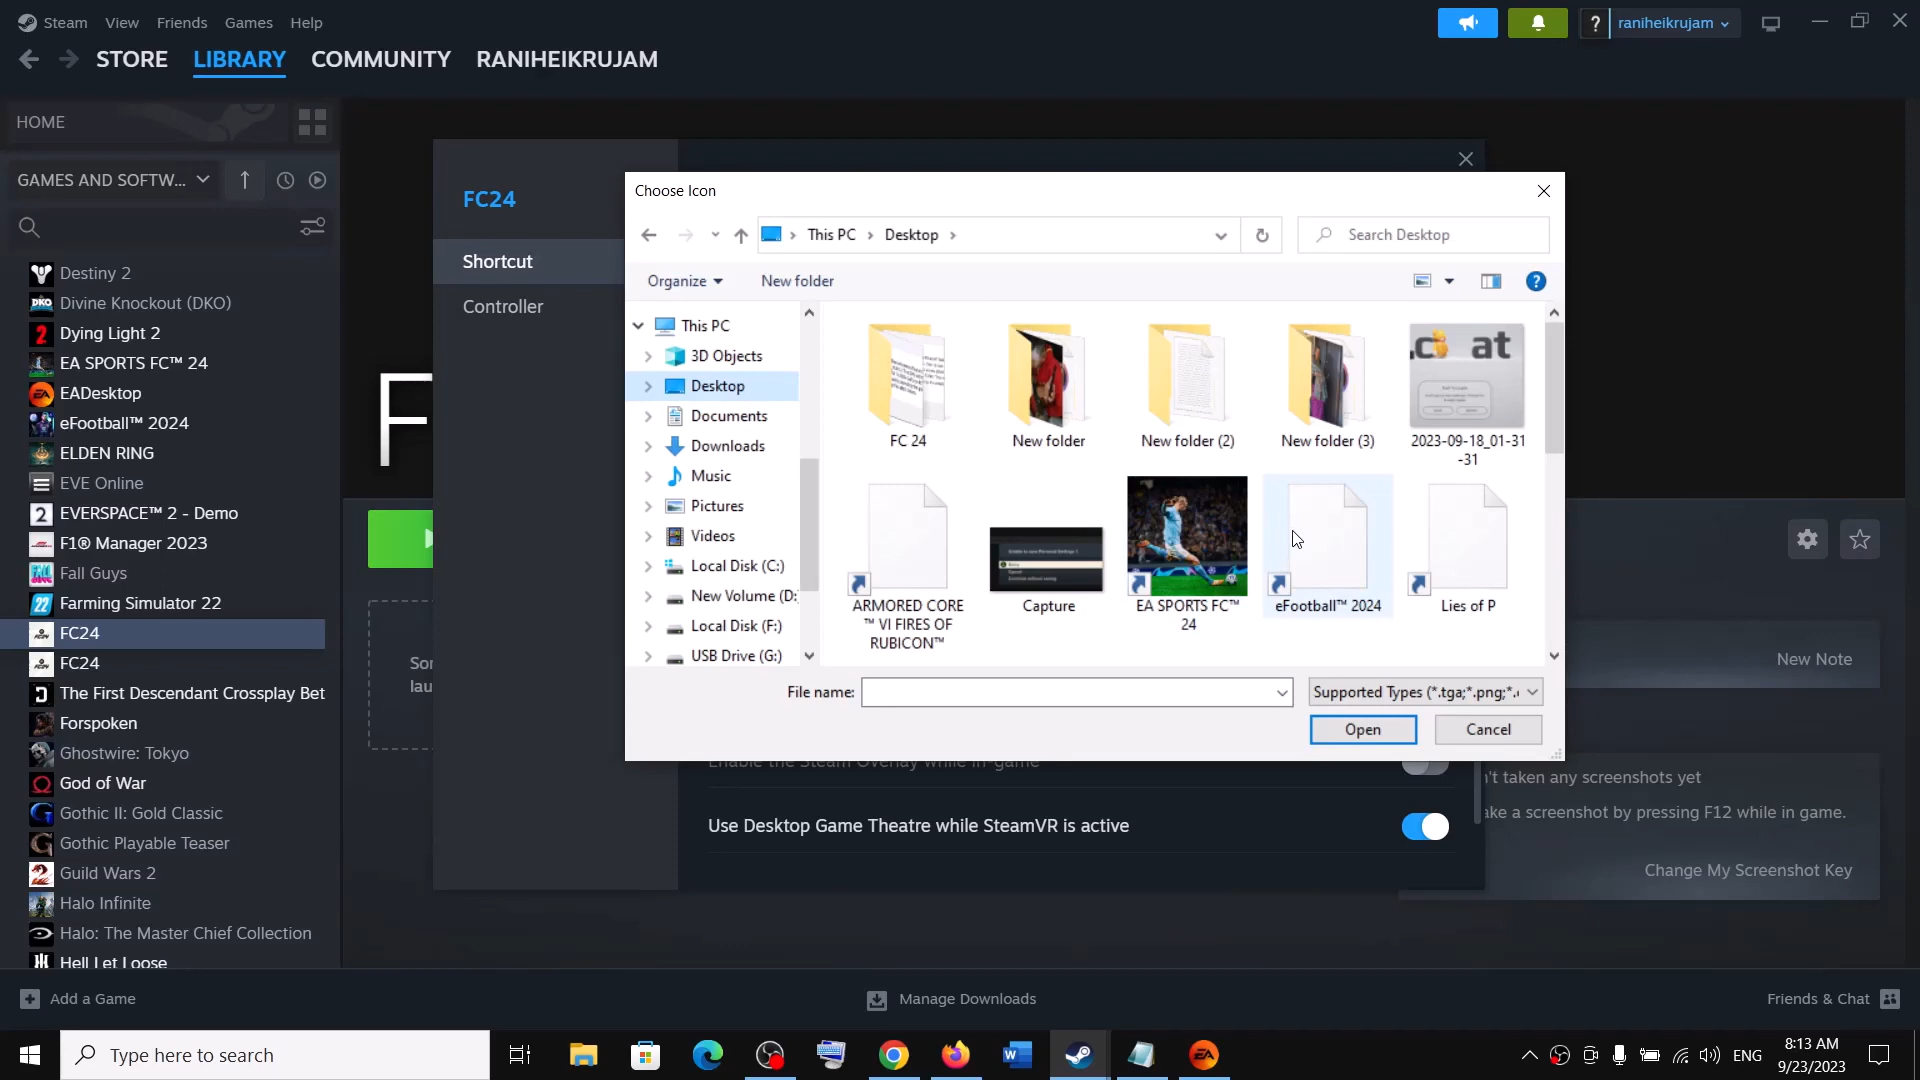 Steam View Friends Games Help
? raniheikrujam
STORE LIBRARY COMMUNITY RANIHEIKRUJAM
HOME
GAMES AND SOFTW...
Destiny 2
Divine Knockout (DKO)
Dying Light 2
EA SPORTS FC™ 24
EADesktop
eFootball™ 2024
ELDEN RING
EVE Online
EVERSPACE™ 2 - Demo
F1® Manager 2023
Fall Guys
Farming Simulator 22
FC24
FC24
The First Descendant Crossplay Bet
Forspoken
Ghostwire: Tokyo
God of War
Gothic II: Gold Classic
Gothic Playable Teaser
Guild Wars 2
Halo Infinite
Halo: The Master Chief Collection
Hell Let Loose
Add a Game
FC24
Shortcut
Controller
F
Choose Icon
This PC Desktop
Search Desktop
Organize New folder
This PC
3D Objects
Desktop
Documents
Downloads
Music
Pictures
Videos
Local Disk (C:)
New Volume (D:
Local Disk (F:)
USB Drive (G:)
FC 24
New folder
New folder (2)
New folder (3)
2023-09-18_01-31
-31
ARMORED CORE
™ VI FIRES OF
RUBICON™
Capture
EA SPORTS FC™
24
eFootball™ 2024
Lies of P
File name:
Supported Types (*.tga;*.png;*.
Open Cancel
Enable the Steam Overlay while in-game
Use Desktop Game Theatre while SteamVR is active
New Note
n't taken any screenshots yet
ake a screenshot by pressing F12 while in game.
Change My Screenshot Key
Manage Downloads
Friends & Chat
Type here to search
ENG
8:13 AM
9/23/2023